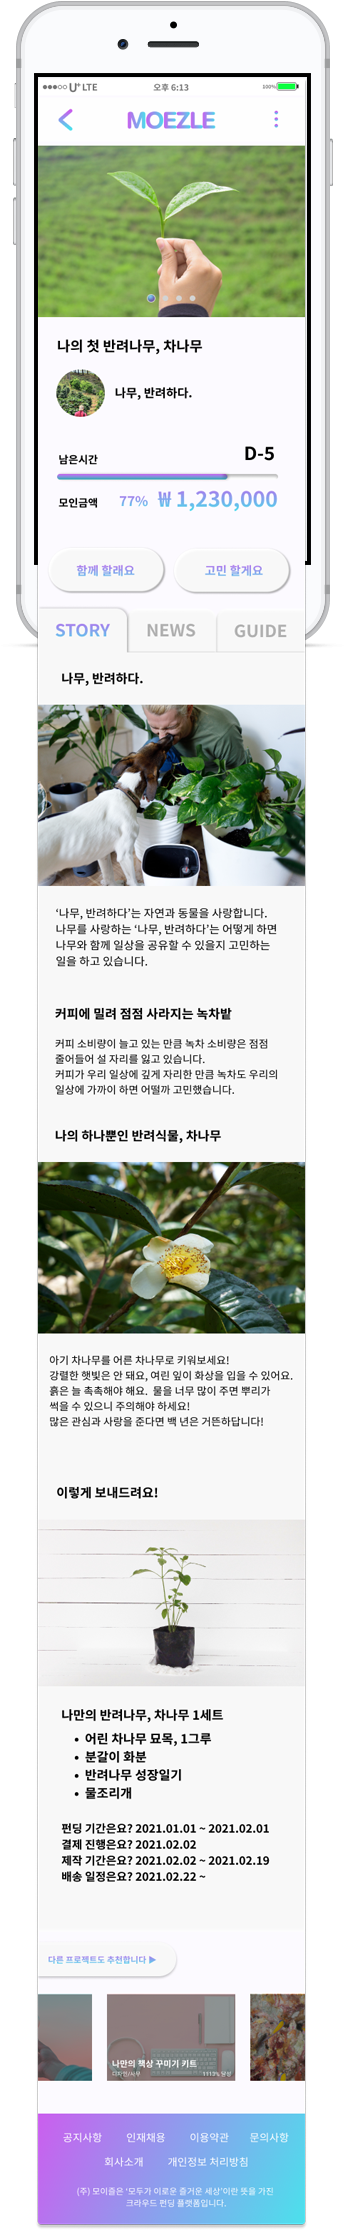 U+ LTE 오후 6:13 100%
MOEZLE
나의 첫 반려나무, 차나무
나무, 반려하다.
남은시간 D-5
모인금액 77% ₩ 1,230,000
함께 할래요 고민 할게요
STORY NEWS GUIDE
나무, 반려하다.
‘나무, 반려하다’는 자연과 동물을 사랑합니다.
나무를 사랑하는 ‘나무, 반려하다’는 어떻게 하면
나무와 함께 일상을 공유할 수 있을지 고민하는
일을 하고 있습니다.
커피에 밀려 점점 사라지는 녹차밭
커피 소비량이 늘고 있는 만큼 녹차 소비량은 점점
줄어들어 설 자리를 잃고 있습니다.
커피가 우리 일상에 깊게 자리한 만큼 녹차도 우리의
일상에 가까이 하면 어떨까 고민했습니다.
나의 하나뿐인 반려식물, 차나무
아기 차나무를 어른 차나무로 키워보세요!
강렬한 햇빛은 안 돼요, 여린 잎이 화상을 입을 수 있어요.
흙은 늘 촉촉해야 해요. 물을 너무 많이 주면 뿌리가
썩을 수 있으니 주의해야 하세요!
많은 관심과 사랑을 준다면 백 년은 거뜬하답니다!
이렇게 보내드려요!
나만의 반려나무, 차나무 1세트
• 어린 차나무 묘목, 1그루
• 분갈이 화분
• 반려나무 성장일기
• 물조리개
펀딩 기간은요? 2021.01.01 ~ 2021.02.01
결제 진행은요? 2021.02.02
제작 기간은요? 2021.02.02 ~ 2021.02.19
배송 일정은요? 2021.02.22 ~
다른 프로젝트도 추천합니다 ▶
나만의 책상 꾸미기 키트
디자인/사무 1113% 달성
공지사항 인재채용 이용약관 문의사항
회사소개 개인정보 처리방침
(주) 모이즐은 ‘모두가 이로운 즐거운 세상’이란 뜻을 가진
크라우드 펀딩 플랫폼입니다.